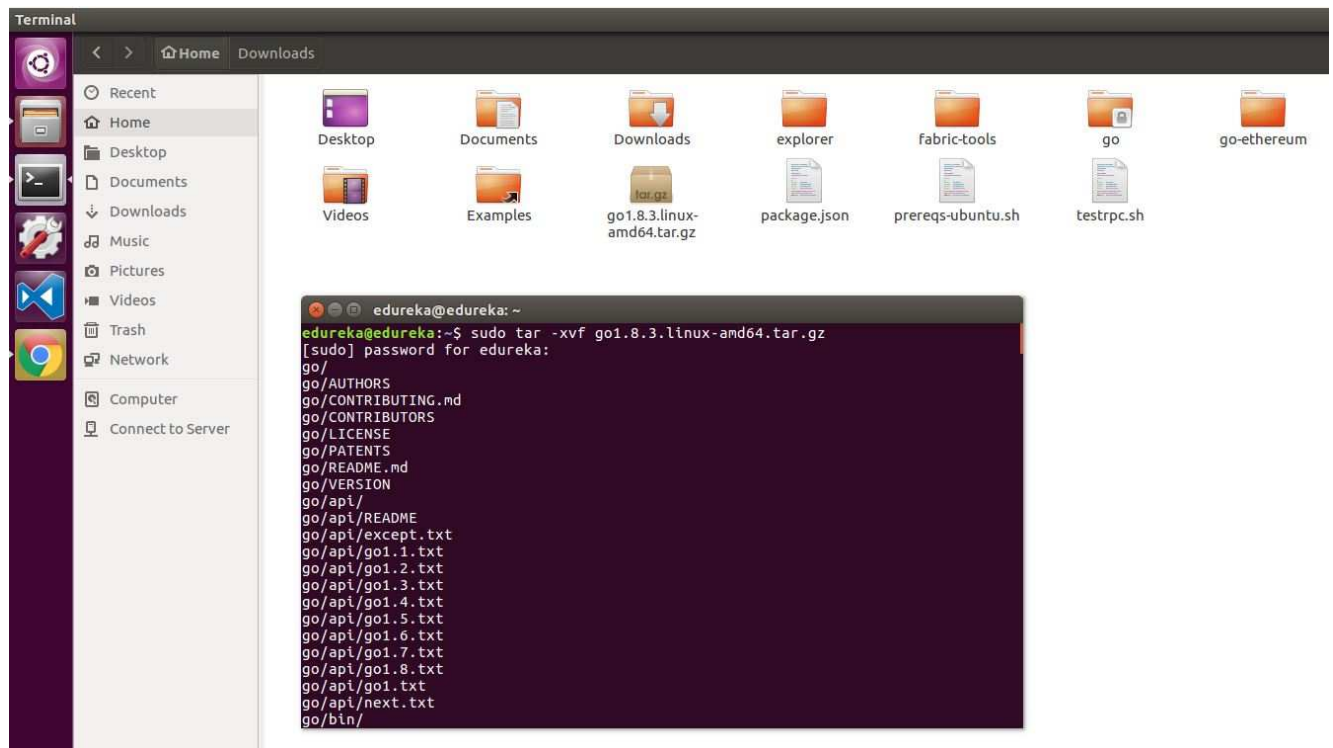 Terminal
Home Downloads
Recent
Home
Desktop
Documents
Downloads
Music
Pictures
Videos
Trash
Network
Computer
Connect to Server
Desktop Documents Downloads explorer fabric-tools go go-ethereum
Videos Examples go1.8.3.linux- package.json prereqs-ubuntu.sh testrpc.sh
amd64.tar.gz
tar.gz
edureka@edureka: ~
edureka@edureka:~$ sudo tar -xvf go1.8.3.linux-amd64.tar.gz
[sudo] password for edureka:
go/
go/AUTHORS
go/CONTRIBUTING.md
go/CONTRIBUTORS
go/LICENSE
go/PATENTS
go/README.md
go/VERSION
go/api/
go/api/README
go/api/except.txt
go/api/go1.1.txt
go/api/go1.2.txt
go/api/go1.3.txt
go/api/go1.4.txt
go/api/go1.5.txt
go/api/go1.6.txt
go/api/go1.7.txt
go/api/go1.8.txt
go/api/go1.txt
go/api/next.txt
go/bin/